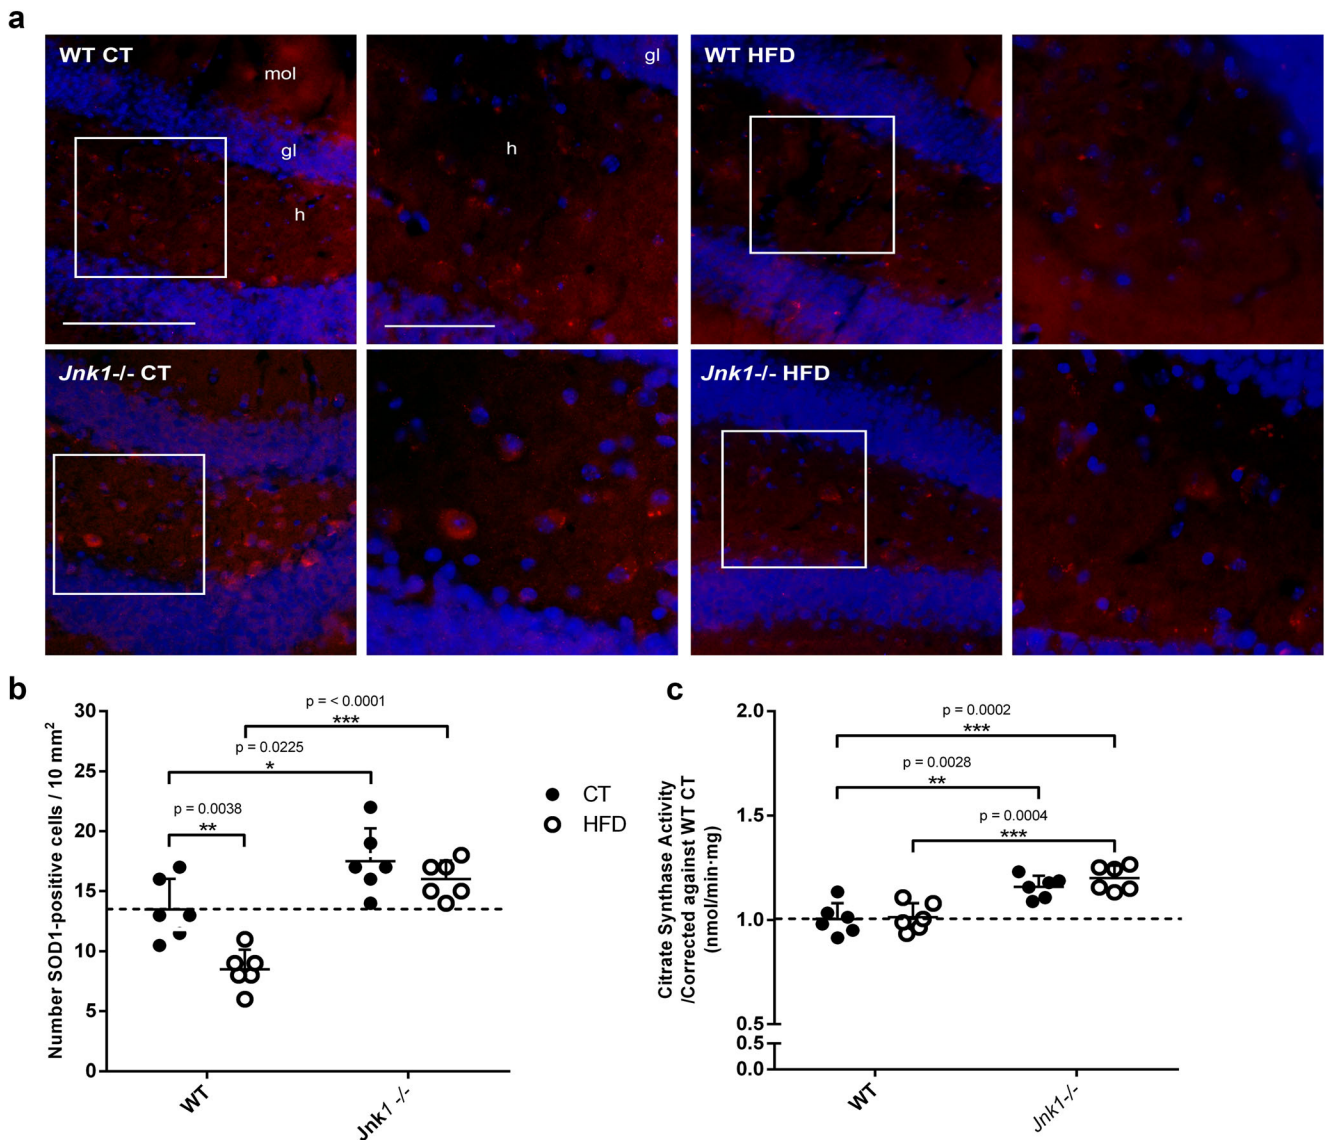 a
WT CT
mol
gl
h
gl
h
WT HFD
Jnk1-/- CT
Jnk1-/- HFD
b
Number SOD1-positive cells / 10 mm²
30
25
20
15
10
5
0
p = < 0.0001
***
p = 0.0225
*
p = 0.0038
**
WT
Jnk1 -/-
CT
HFD
c
Citrate Synthase Activity
/Corrected against WT CT
(nmol/min·mg)
2.0
1.5
1.0
0.5
0.5
0.0
p = 0.0002
***
p = 0.0028
**
p = 0.0004
***
WT
Jnk1-/-